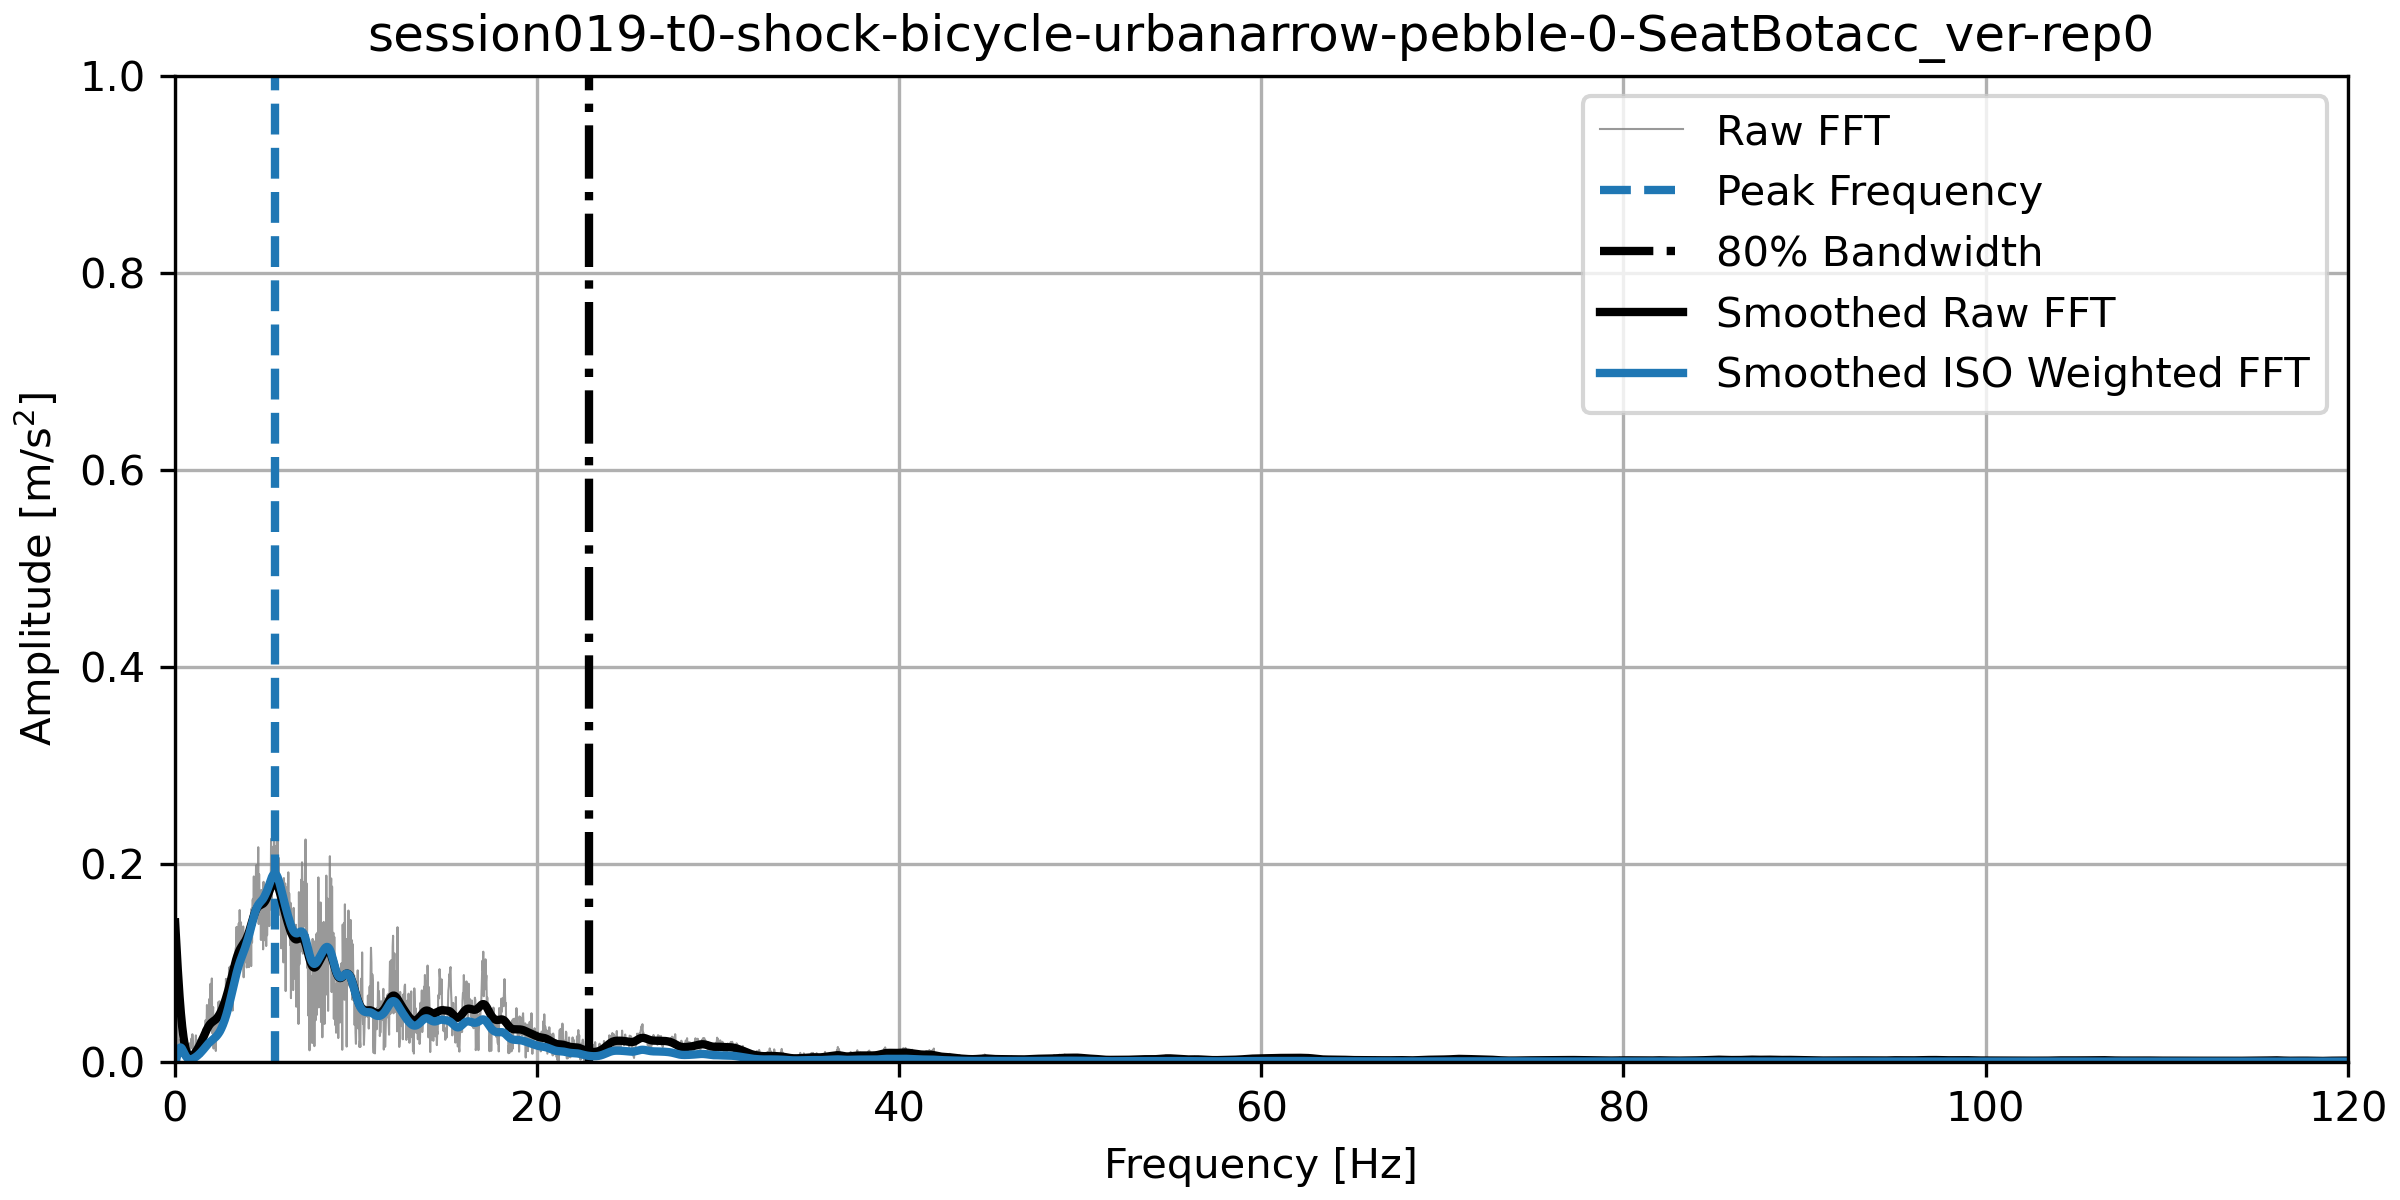 session019-t0-shock-bicycle-urbanarrow-pebble-0-SeatBotacc_ver-rep0
1.0
0.8
0.6
0.4
0.2
0.0
Amplitude [m/s²]
Raw FFT
Peak Frequency
80% Bandwidth
Smoothed Raw FFT
Smoothed ISO Weighted FFT
0 20 40 60 80 100 120
Frequency [Hz]